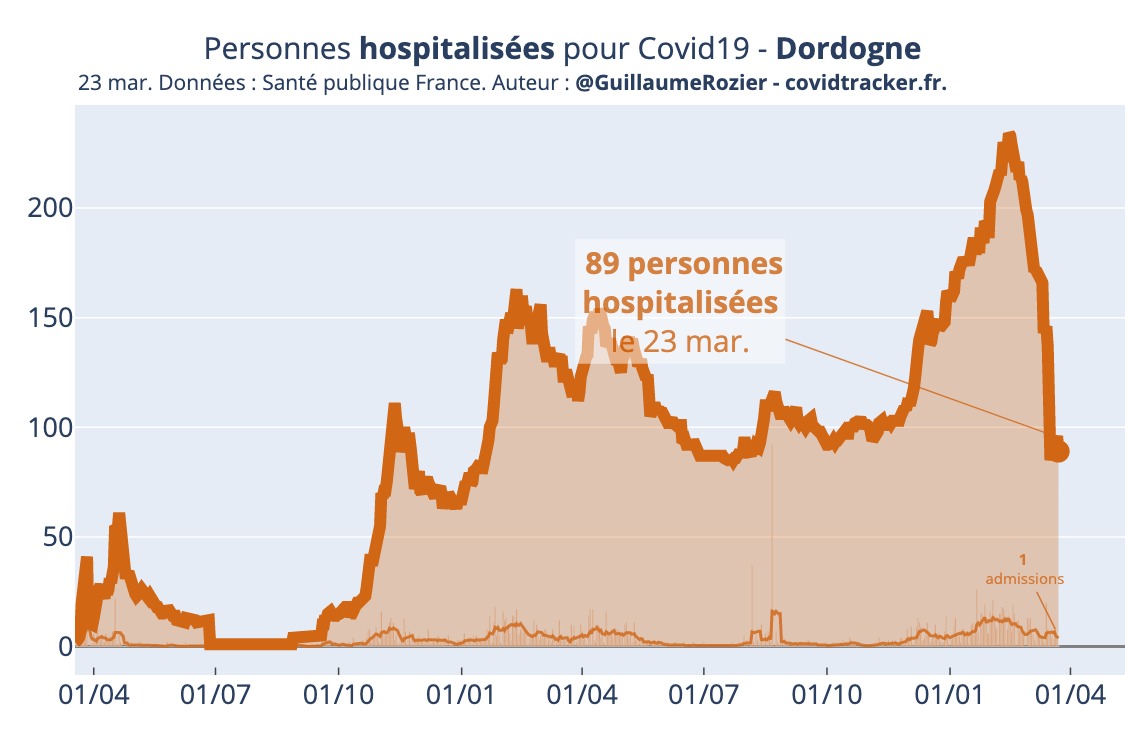 Personnes hospitalisées pour Covid19 - Dordogne
23 mar. Données : Santé publique France. Auteur : @GuillaumeRozier - covidtracker.fr.
200
89 personnes
hospitalisées
150
le 23 mar.
100
50
1
admissions
0
01/04 01/07 01/10 01/01 01/04 01/07 01/10 01/01 01/04